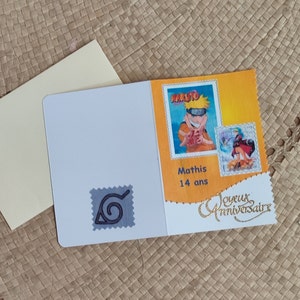 NARUTO
Mathis
14 ans
Joyeux
Anniversaire